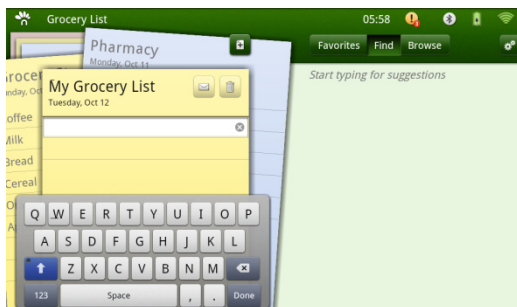 Grocery List
05:58
Favorites Find Browse
Pharmacy
Monday, Oct 11
Start typing for suggestions
My Grocery List
Tuesday, Oct 12
Milk
Bread
Cereal
Q W E R T Y U I O P
A S D F G H J K L
Z X C V B N M
123 Space , . Done